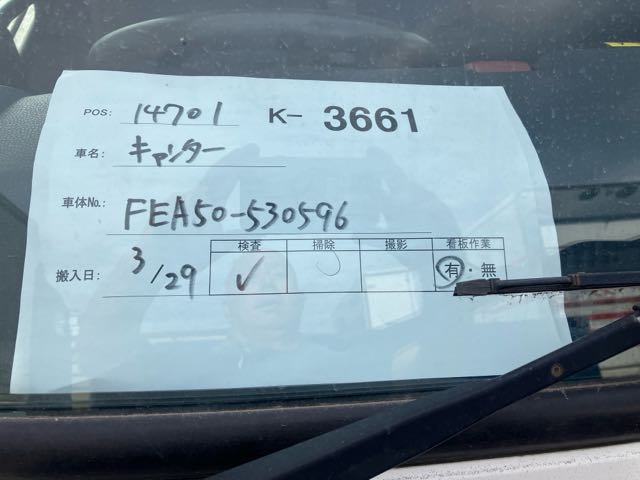 POS: 14701 K- 3661
車名: キャンター
車体No.: FEA50-530596
検査 掃除 撮影 看板作業
搬入日: 3/29 ✓ 有・無